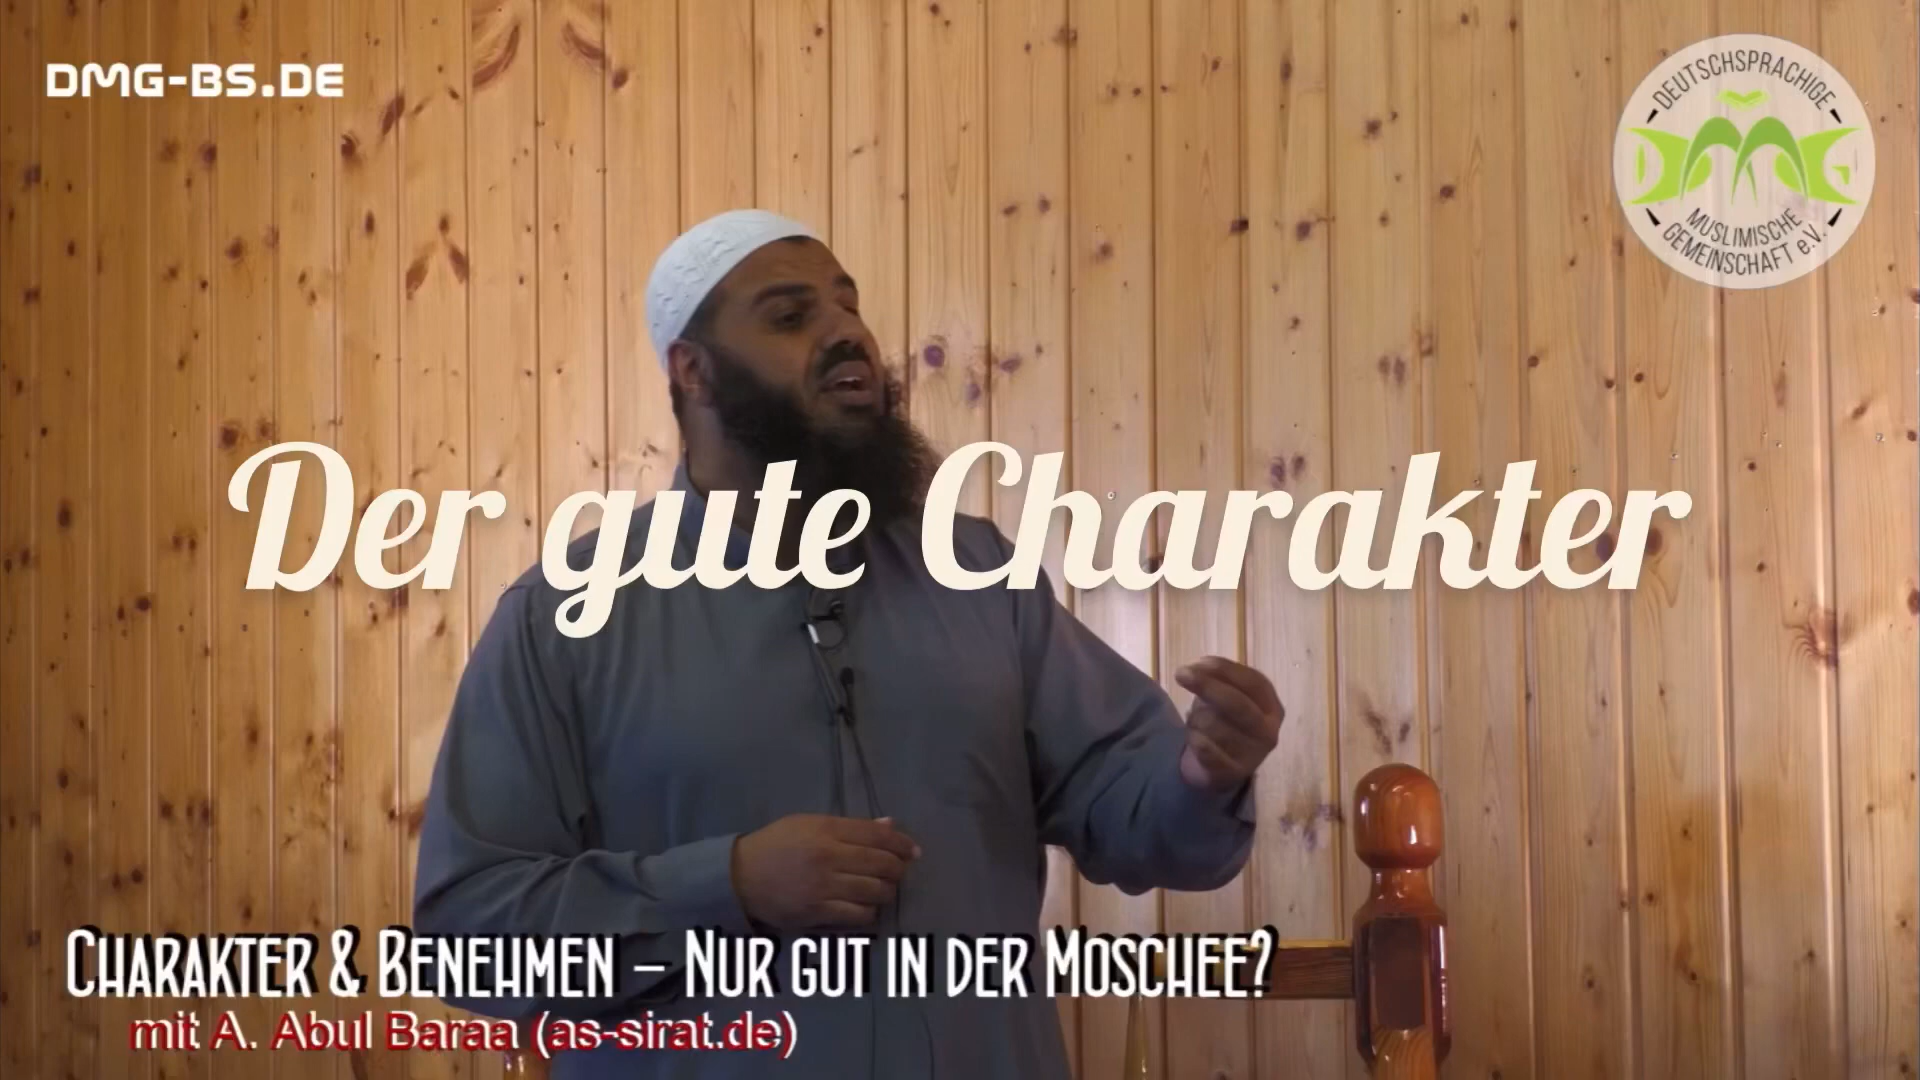 DMG-BS.DE
DEUTSCHSPRACHIGE
DMG
MUSLIMISCHE
GEMEINSCHAFT e.V.
Der gute Charakter
CHARAKTER & BENEHMEN – NUR GUT IN DER MOSCHEE?
mit A. Abul Baraa (as-sirat.de)